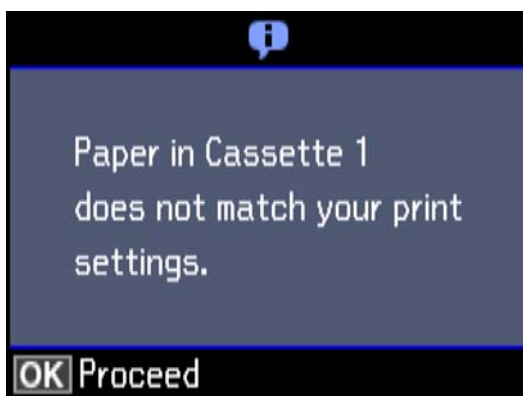 Paper in Cassette 1
does not match your print
settings.
OK Proceed